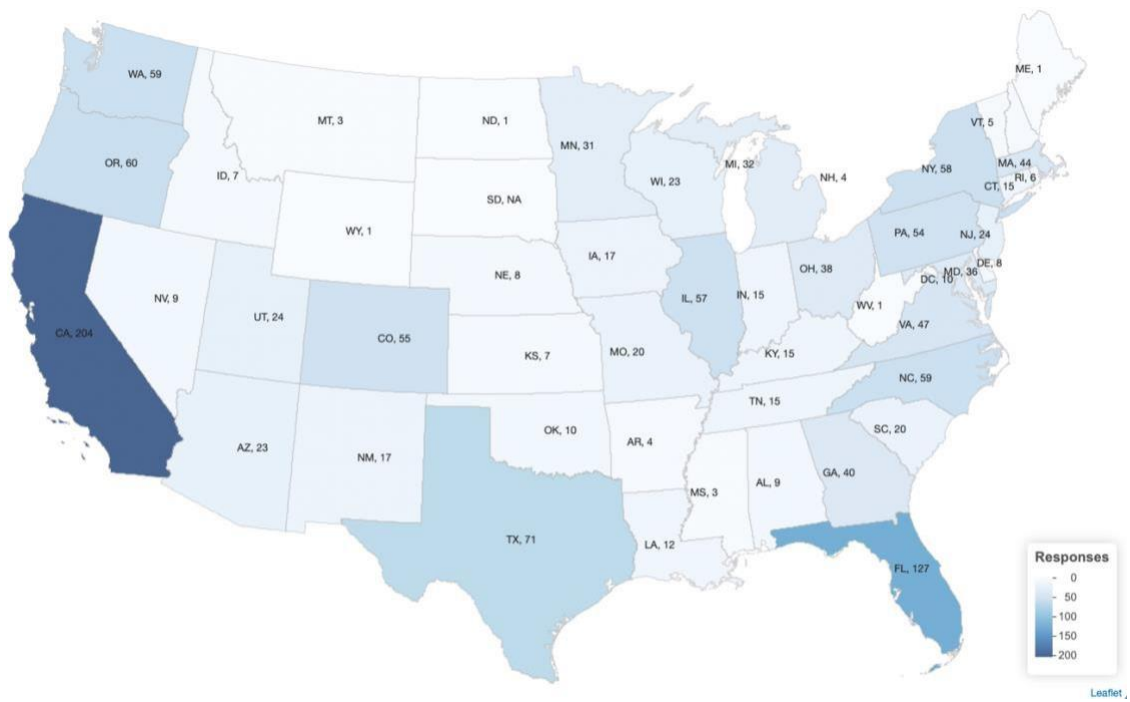 ME, 1
WA, 59
MT, 3
ND, 1
VT, 5
MN, 31
OR, 60
MI, 32
MA, 44
NY, 58
ID, 7
NH, 4
RI, 6
WI, 23
CT, 15
SD, NA
WY, 1
PA, 54
NJ, 24
IA, 17
DE, 8
OH, 38
MD, 36
NE, 8
DC, 10
NV, 9
IL, 57
IN, 15
WV, 1
UT, 24
VA, 47
CA, 204
CO, 55
MO, 20
KY, 15
KS, 7
NC, 59
TN, 15
SC, 20
OK, 10
AR, 4
AZ, 23
NM, 17
GA, 40
AL, 9
MS, 3
TX, 71
LA, 12
FL, 127
Responses
0
50
100
150
200
Leaflet